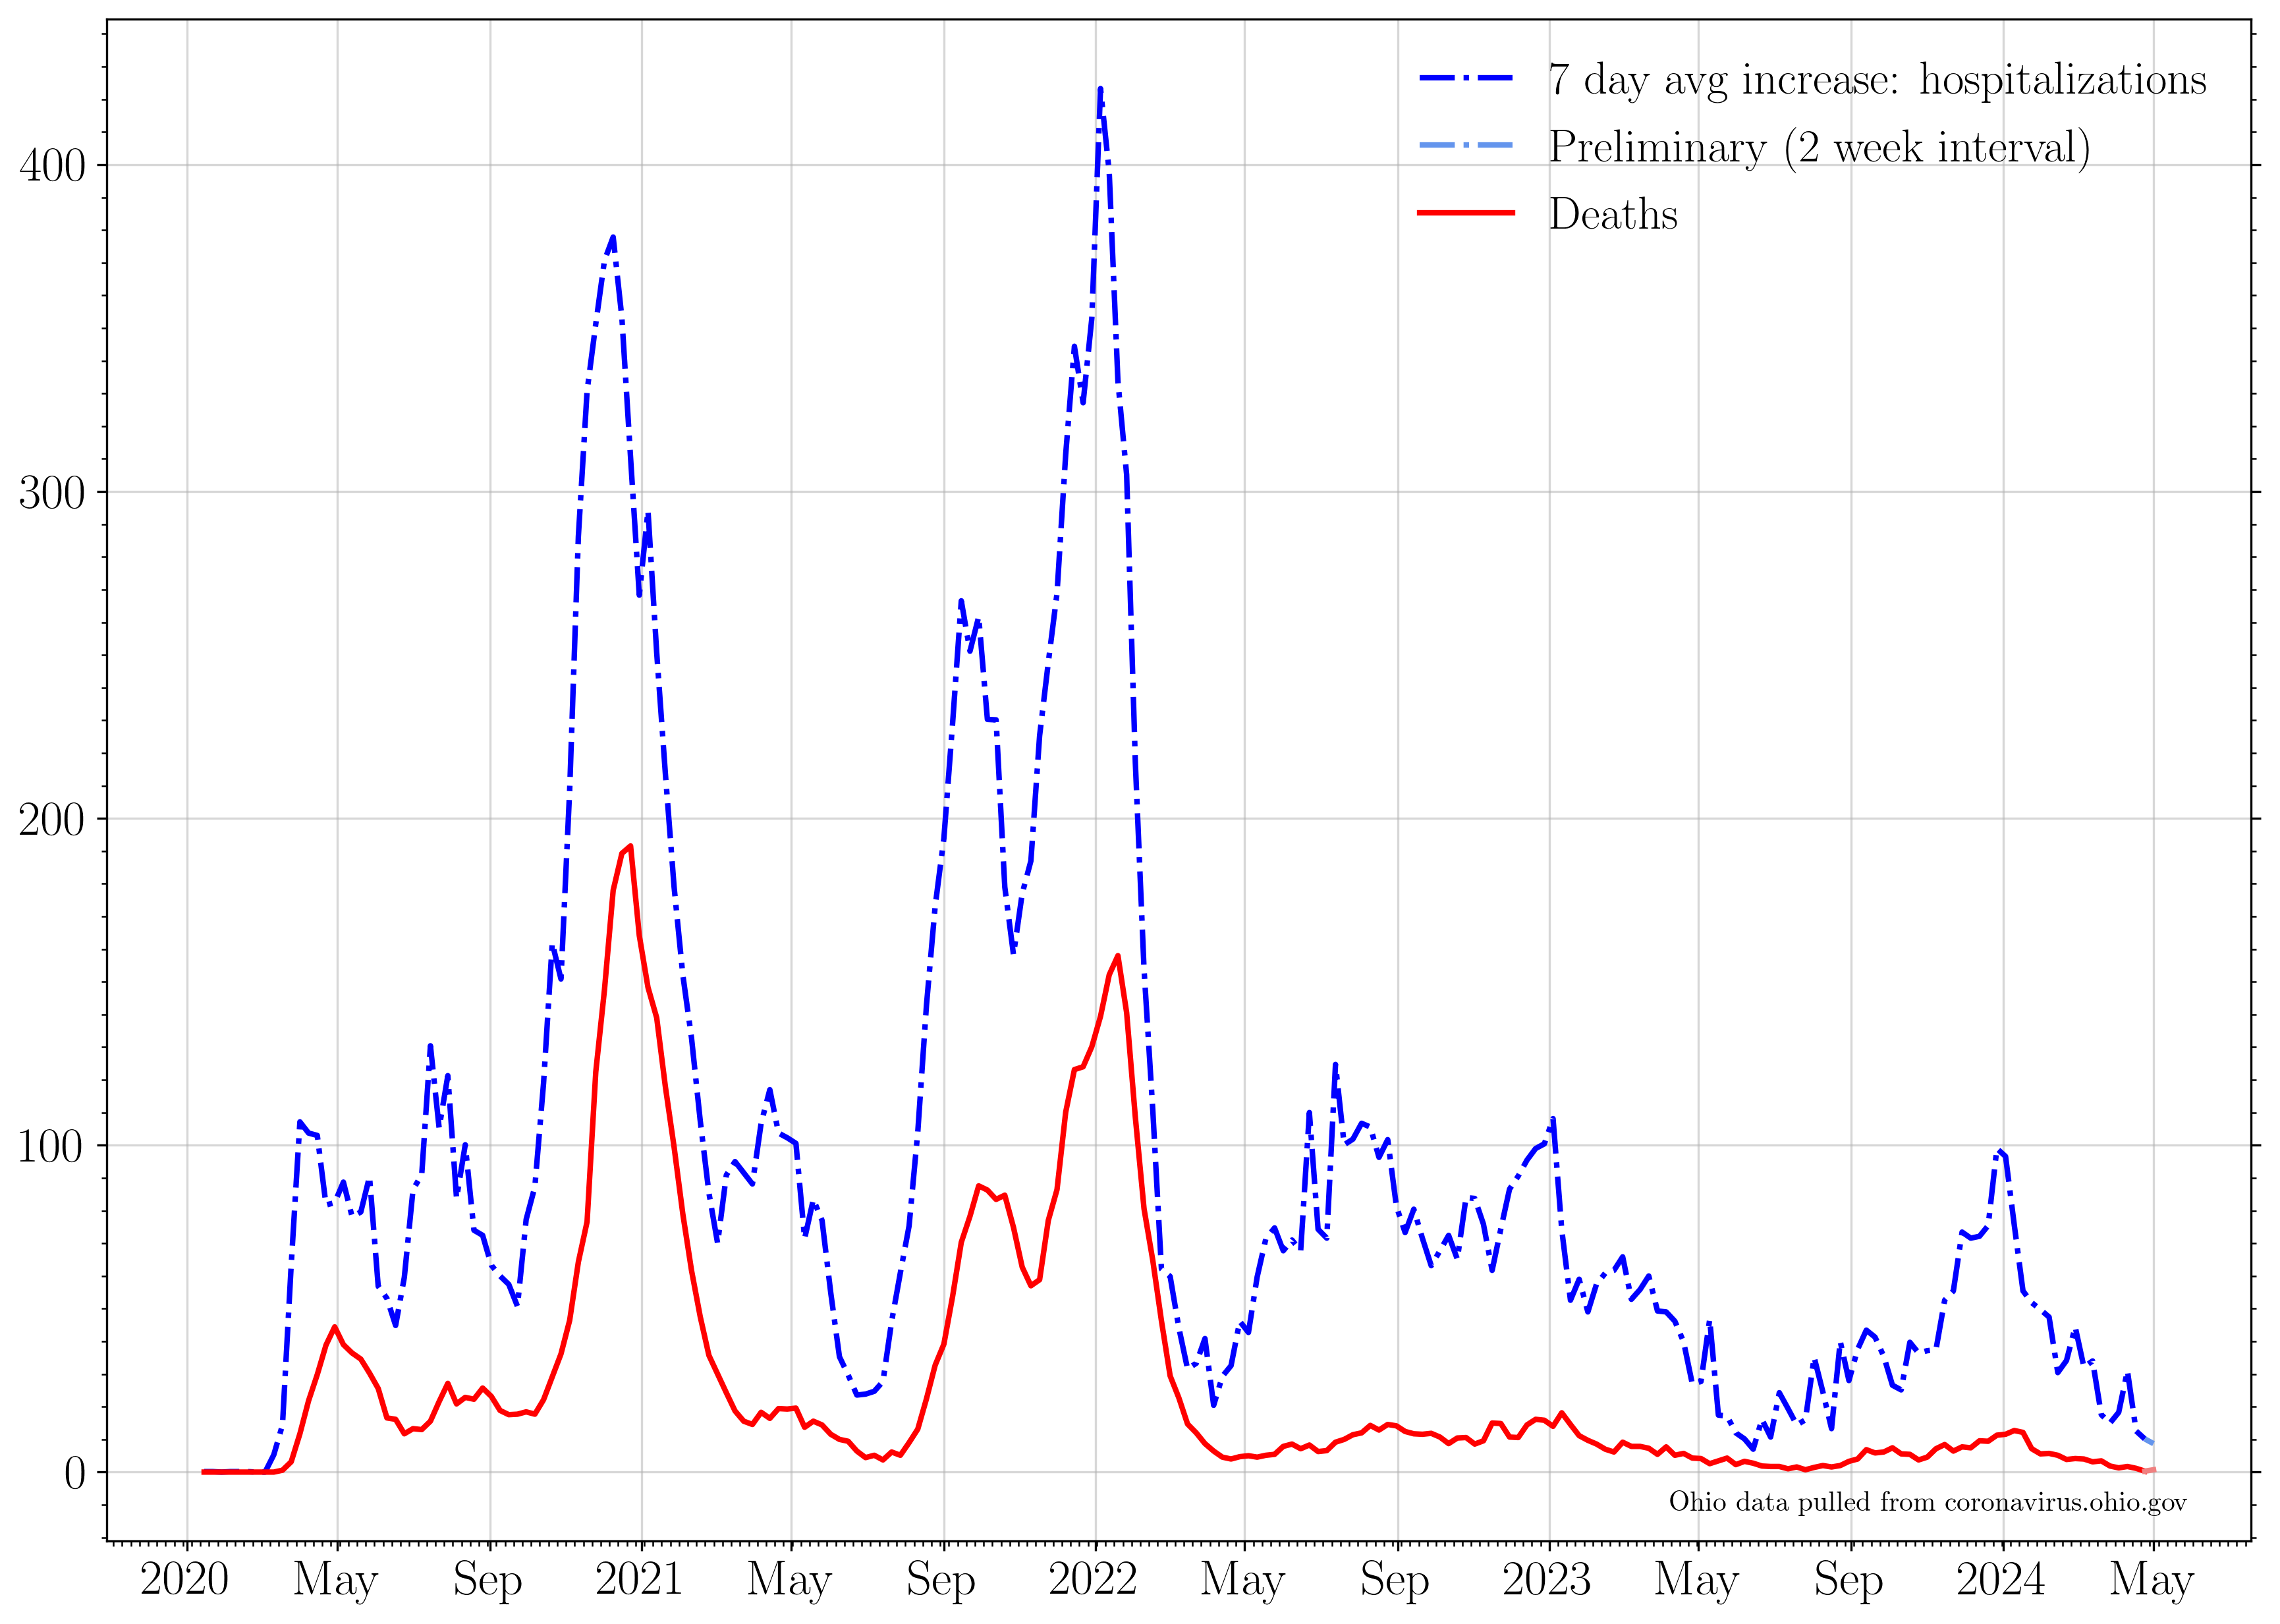 7 day avg increase: hospitalizations
Preliminary (2 week interval)
Deaths
400
300
200
100
0
Ohio data pulled from coronavirus.ohio.gov
2020 May Sep 2021 May Sep 2022 May Sep 2023 May Sep 2024 May